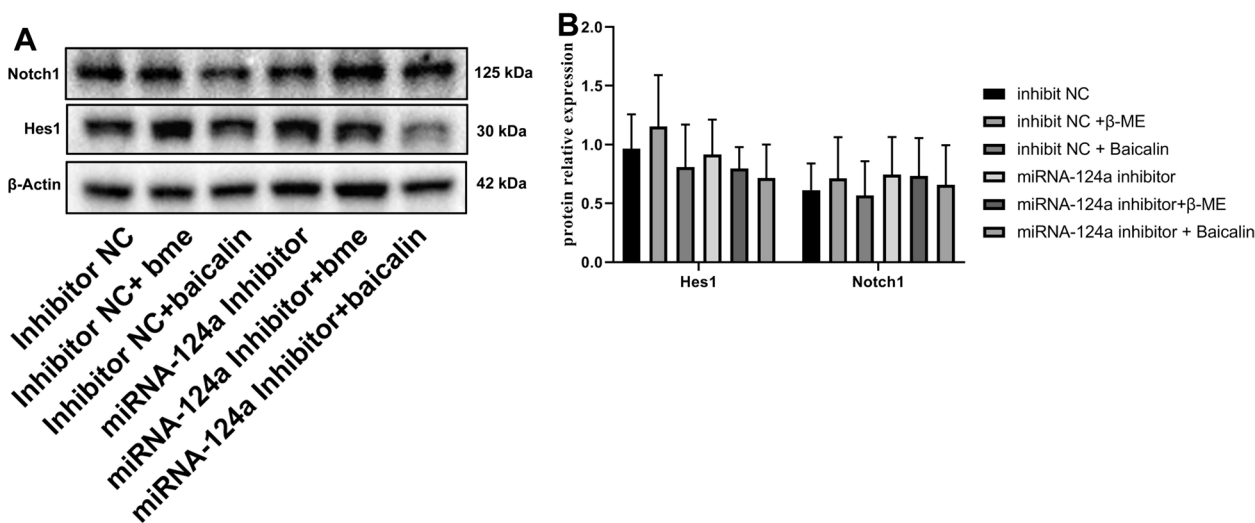 A
Notch1
125 kDa
Hes1
30 kDa
β-Actin
42 kDa
Inhibitor NC
Inhibitor NC+ bme
Inhibitor NC+baicalin
miRNA-124a Inhibitor
miRNA-124a Inhibitor+bme
miRNA-124a Inhibitor+baicalin
B
protein relative expression
2.0
1.5
1.0
0.5
0.0
Hes1
Notch1
inhibit NC
inhibit NC +β-ME
inhibit NC + Baicalin
miRNA-124a inhibitor
miRNA-124a inhibitor+β-ME
miRNA-124a inhibitor + Baicalin